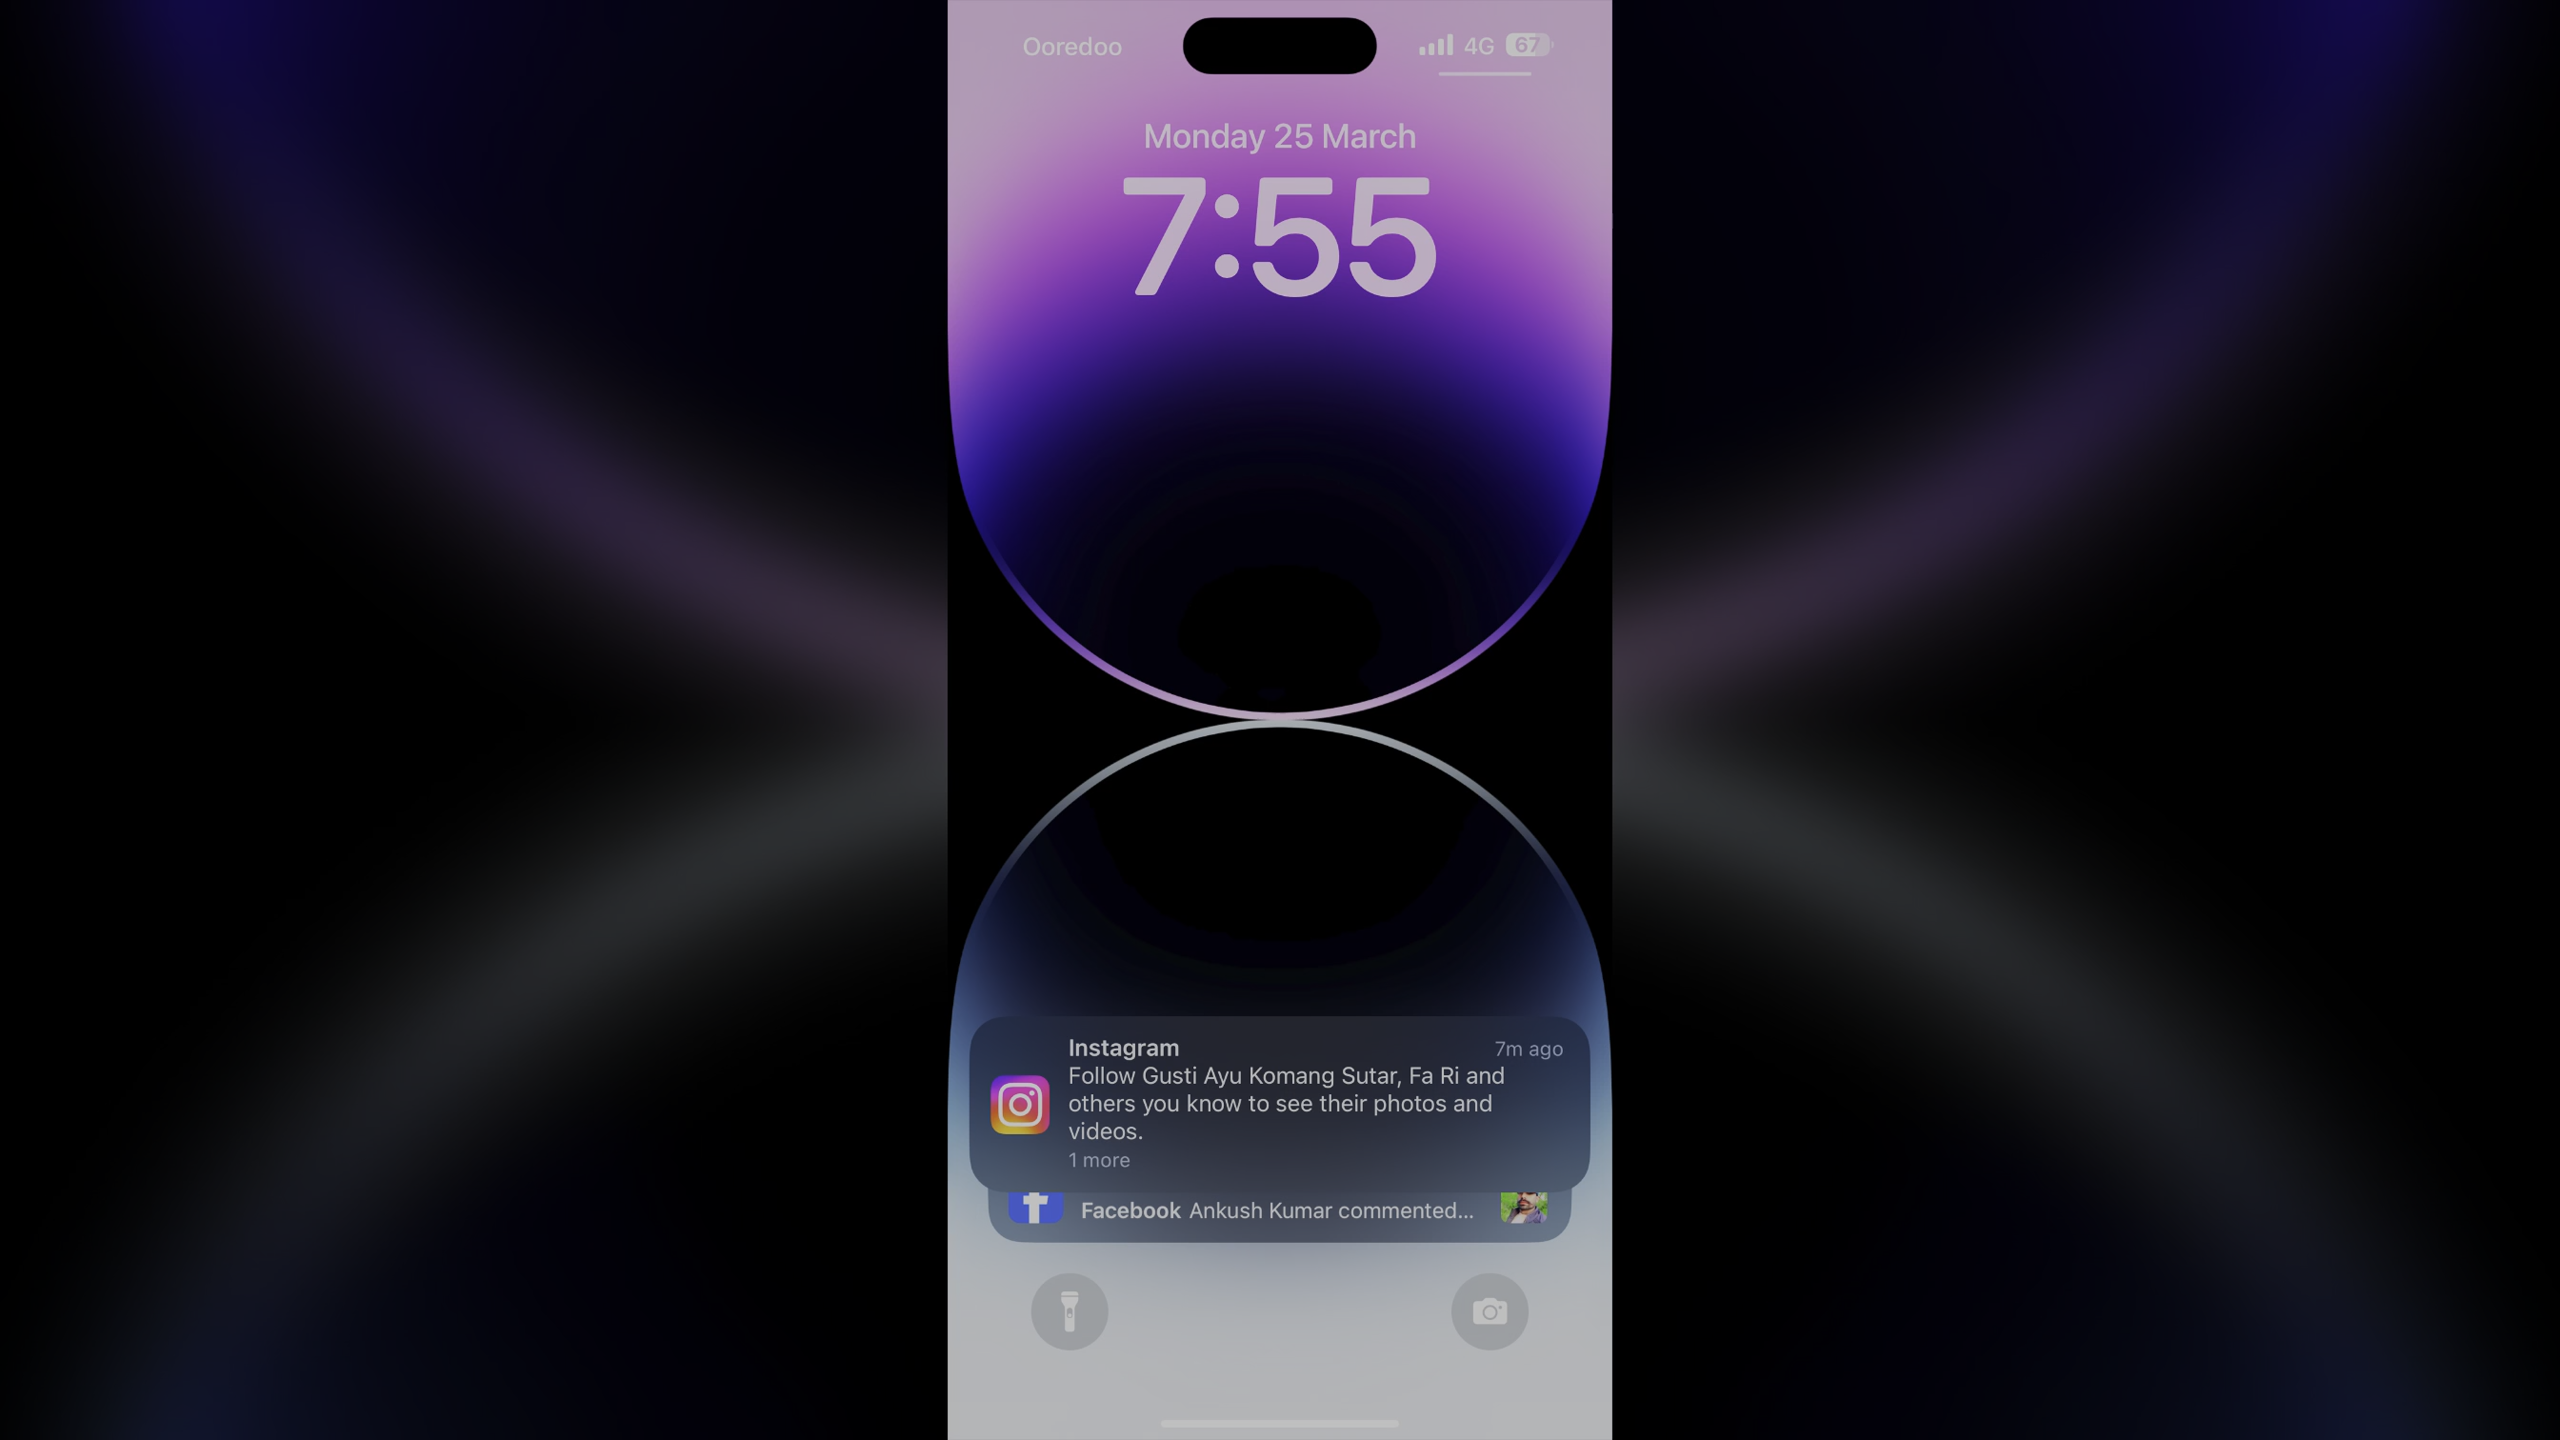 Ooredoo
4G 67
Monday 25 March
7:55
Instagram 7m ago
Follow Gusti Ayu Komang Sutar, Fa Ri and
others you know to see their photos and
videos.
1 more
Facebook Ankush Kumar commented...